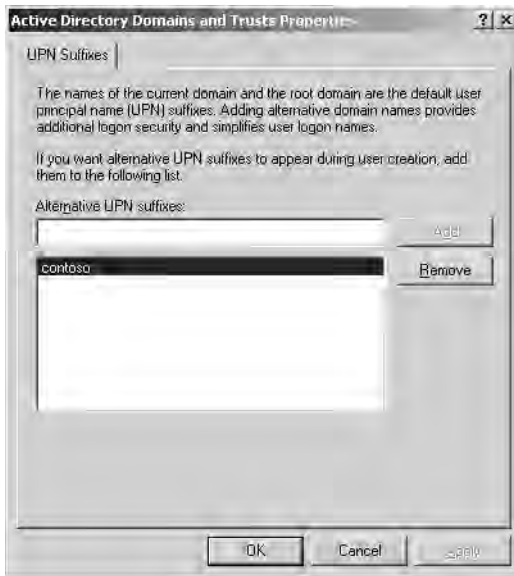 Active Directory Domains and Trusts Properties ? ×
UPN Suffixes
The names of the current domain and the root domain are the default user
principal name (UPN) suffixes. Adding alternative domain names provides
additional logon security and simplifies user logon names.
If you want alternative UPN suffixes to appear during user creation, add
them to the following list.
Alternative UPN suffixes:
Add
contoso
Remove
OK Cancel Apply